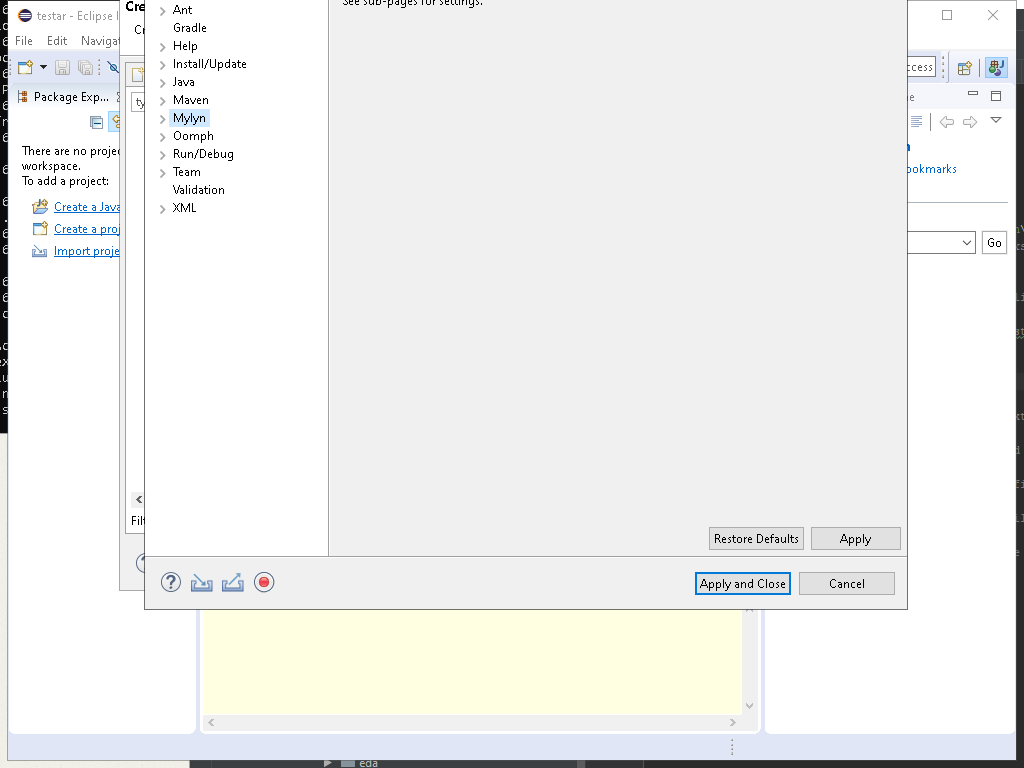 testar - Eclipse I
File Edit Navigat
Package Exp...
There are no projec
workspace.
To add a project:
Create a Java
Create a proj
Import proje
Cre
Cr
ty
Filt
See sub-pages for settings.
Ant
Gradle
Help
Install/Update
Java
Maven
Mylyn
Oomph
Run/Debug
Team
Validation
XML
Restore Defaults
Apply
Apply and Close
Cancel
cess
ookmarks
Go
eda